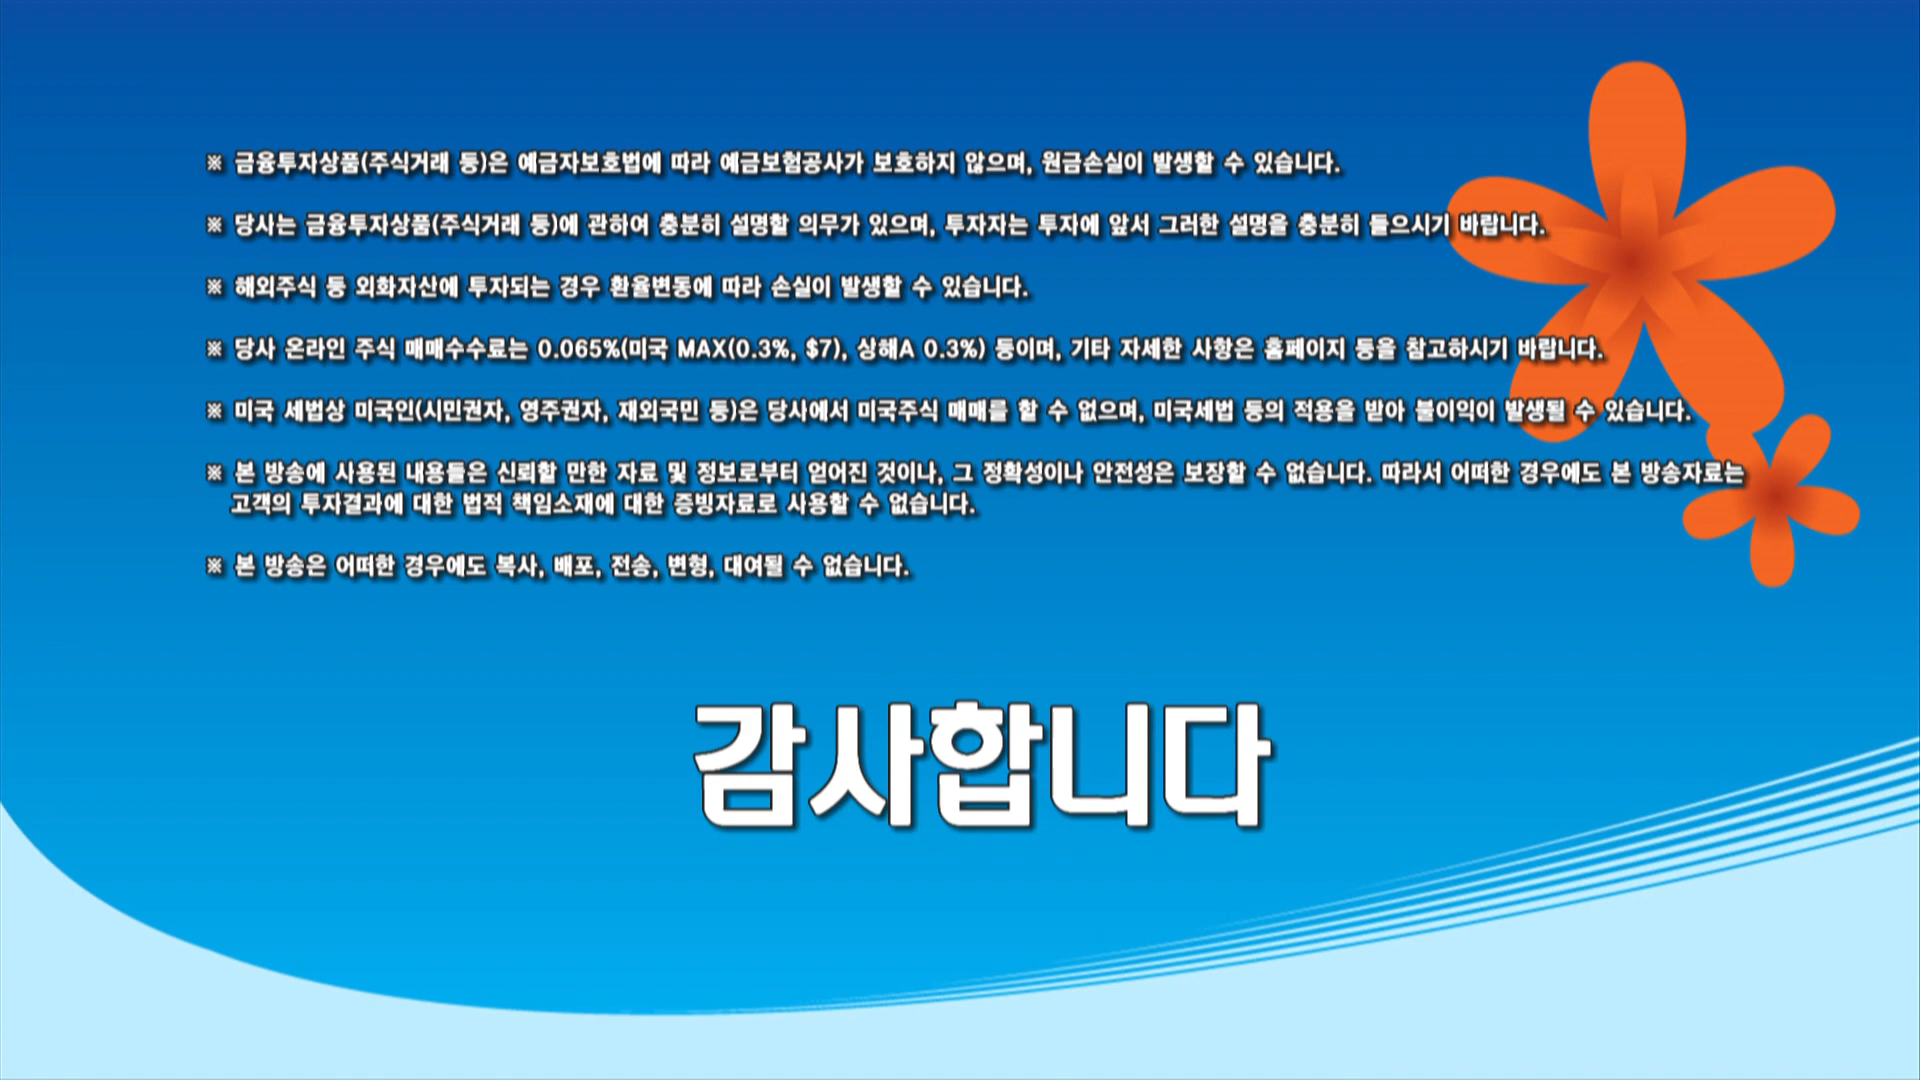 ※ 금융투자상품(주식거래 등)은 예금자보호법에 따라 예금보험공사가 보호하지 않으며, 원금손실이 발생할 수 있습니다.
※ 당사는 금융투자상품(주식거래 등)에 관하여 충분히 설명할 의무가 있으며, 투자자는 투자에 앞서 그러한 설명을 충분히 들으시기 바랍니다.
※ 해외주식 등 외화자산에 투자되는 경우 환율변동에 따라 손실이 발생할 수 있습니다.
※ 당사 온라인 주식 매매수수료는 0.065%(미국 MAX(0.3%, $7), 상해A 0.3%) 등이며, 기타 자세한 사항은 홈페이지 등을 참고하시기 바랍니다.
※ 미국 세법상 미국인(시민권자, 영주권자, 재외국민 등)은 당사에서 미국주식 매매를 할 수 없으며, 미국세법 등의 적용을 받아 불이익이 발생될 수 있습니다.
※ 본 방송에 사용된 내용들은 신뢰할 만한 자료 및 정보로부터 얻어진 것이나, 그 정확성이나 안전성은 보장할 수 없습니다. 따라서 어떠한 경우에도 본 방송자료는
고객의 투자결과에 대한 법적 책임소재에 대한 증빙자료로 사용할 수 없습니다.
※ 본 방송은 어떠한 경우에도 복사, 배포, 전송, 변형, 대여될 수 없습니다.
감사합니다